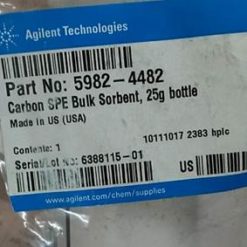 Agilent Technologies
Part No: 5982-4482
Carbon SPE Bulk Sorbent, 25g bottle
Made in US (USA)
Contents: 1
10111017 2383 hplc
Serial/Lot No: 6388115-01
US
www.agilent.com/chem/supplies